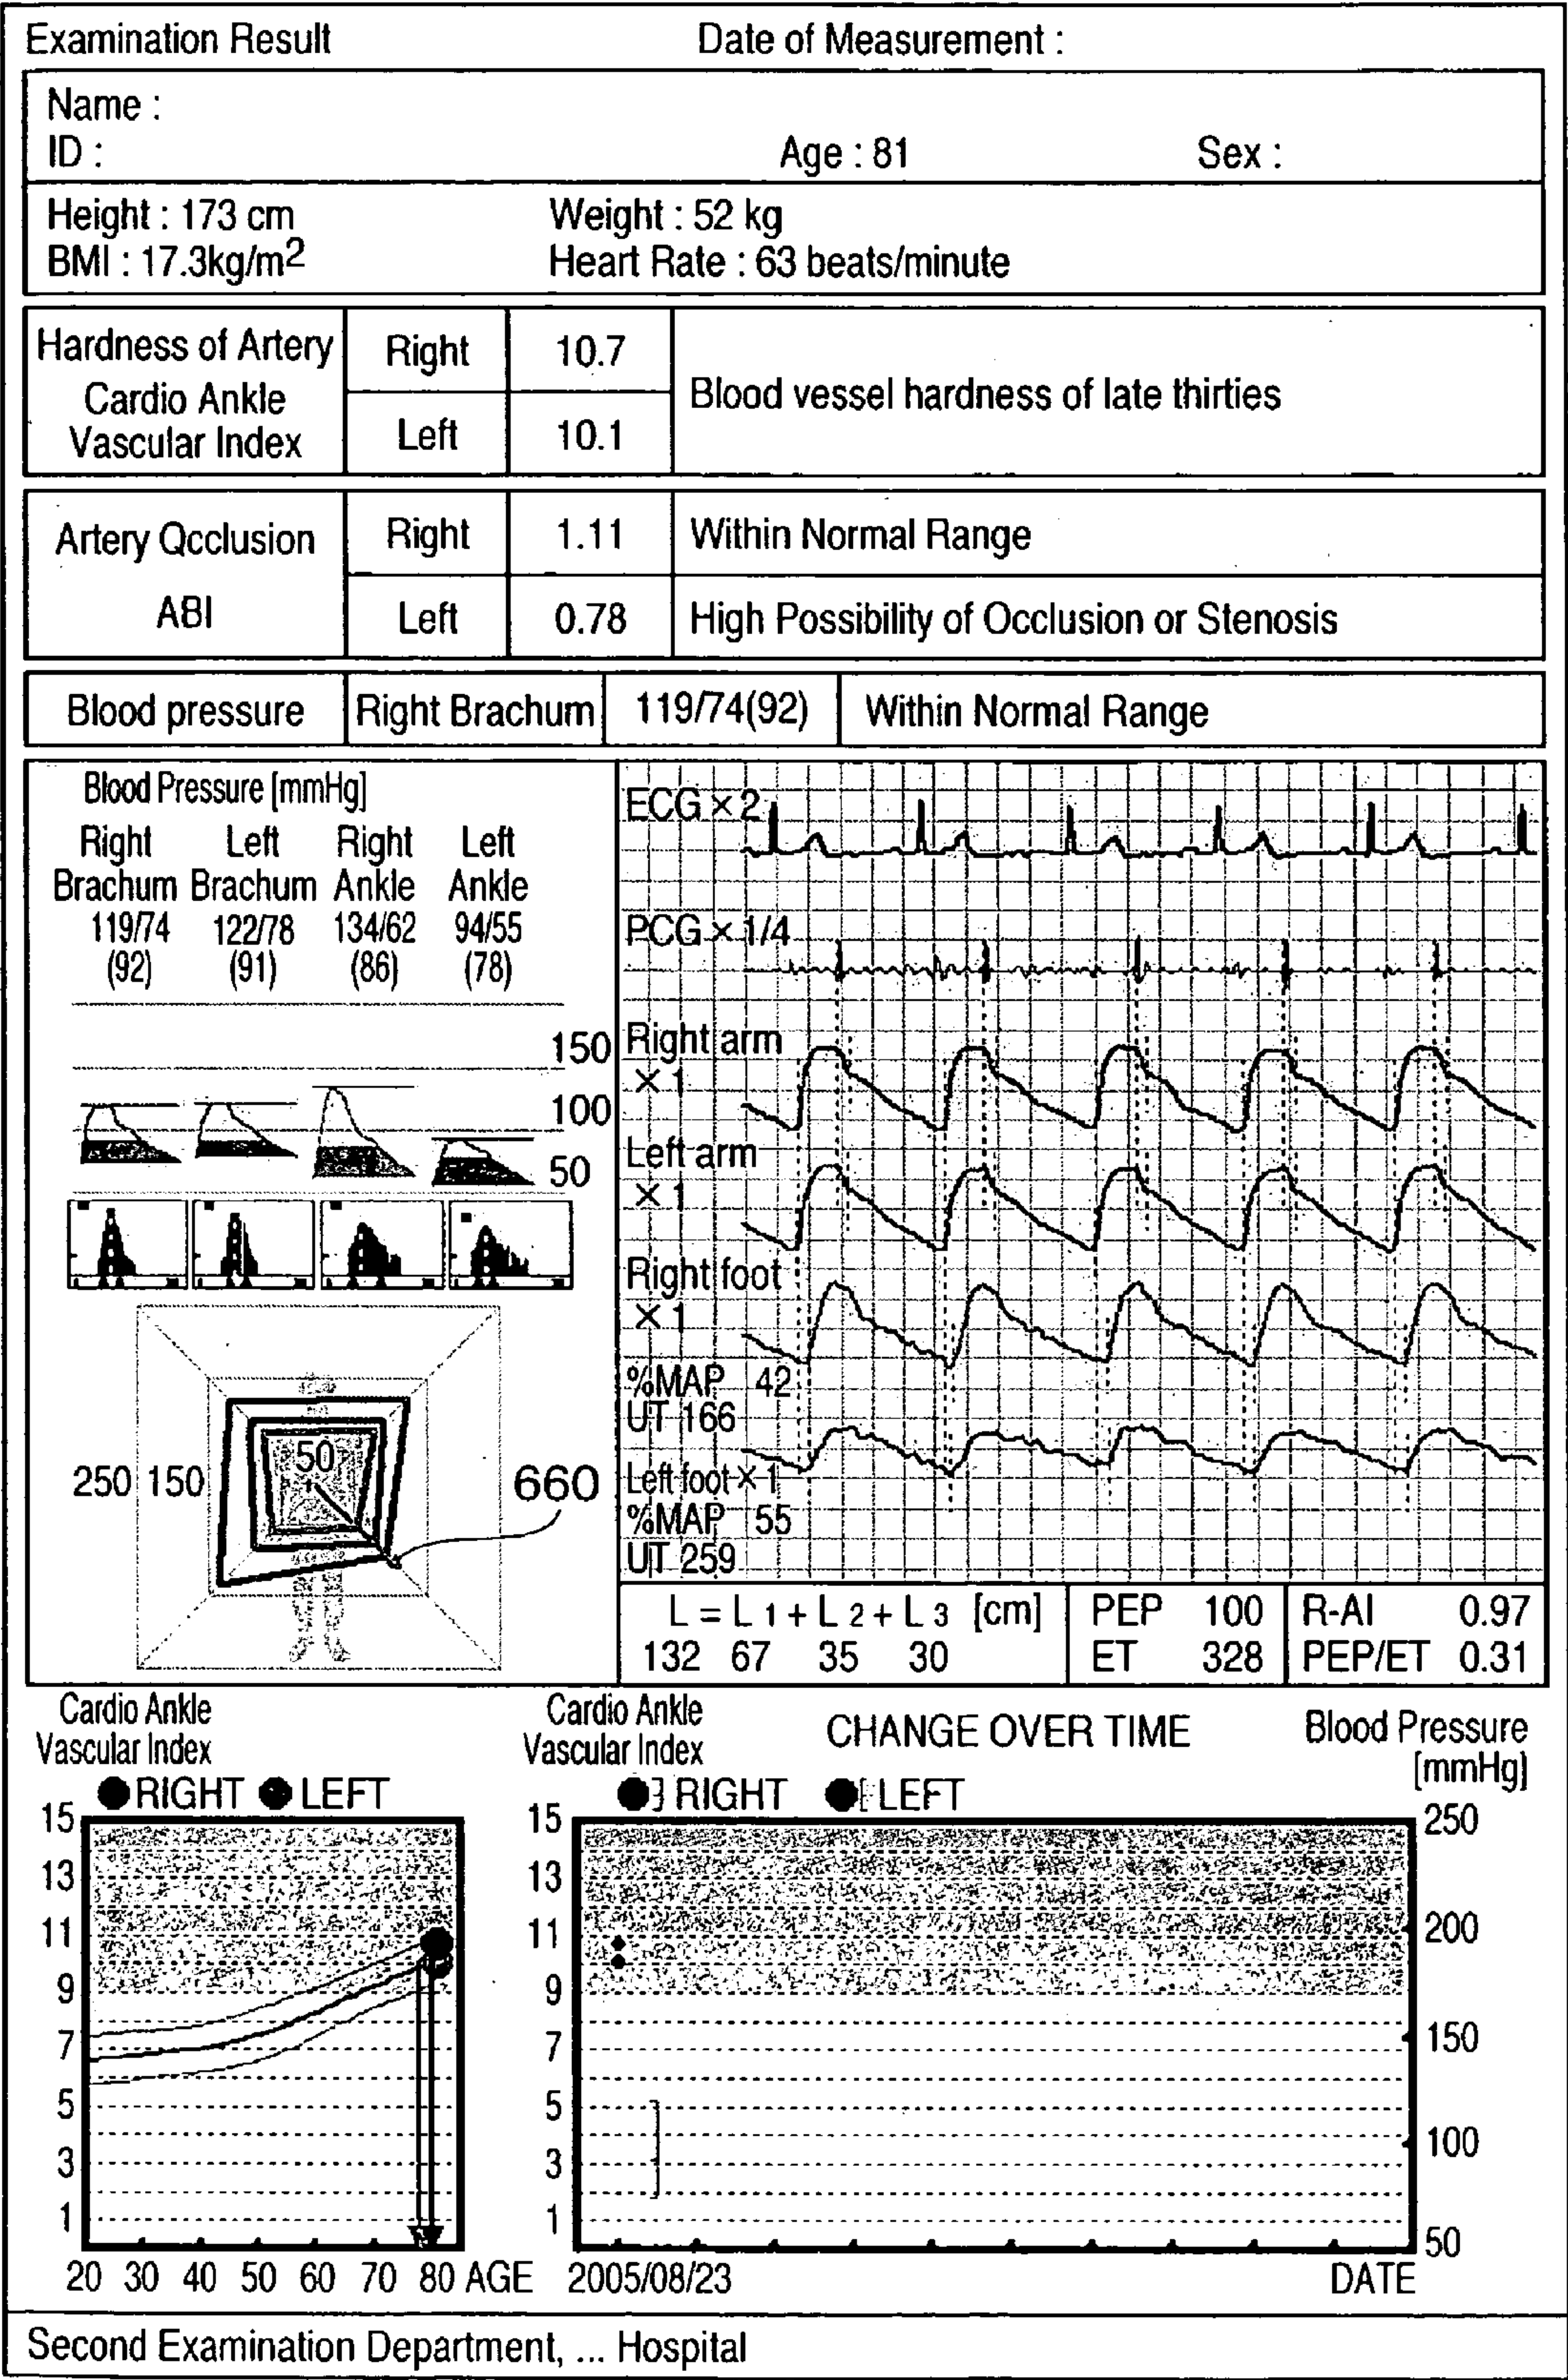 Examination Result Date of Measurement :
Name :
ID : Age : 81 Sex :
Height : 173 cm Weight : 52 kg
BMI : 17.3kg/m2 Heart Rate : 63 beats/minute
Hardness of Artery
Cardio Ankle
Vascular Index
Right 10.7
Left 10.1
Blood vessel hardness of late thirties
Artery Qcclusion
ABI
Right 1.11 Within Normal Range
Left 0.78 High Possibility of Occlusion or Stenosis
Blood pressure Right Brachum 119/74(92) Within Normal Range
Blood Pressure [mmHg]
Right Left Right Left
Brachum Brachum Ankle Ankle
119/74 122/78 134/62 94/55
(92) (91) (86) (78)
150
100
50
50
250 150
660
ECG × 2
PCG × 1/4
Right arm
× 1
Left arm
× 1
Right foot
× 1
%MAP 42
UT 166
Left foot × 1
%MAP 55
UT 259
L = L 1 + L 2 + L 3 [cm]
132 67 35 30
PEP 100
ET 328
R-AI 0.97
PEP/ET 0.31
Cardio Ankle
Vascular Index
RIGHT LEFT
15
13
11
9
7
5
3
1
20 30 40 50 60 70 80 AGE
Cardio Ankle
Vascular Index
CHANGE OVER TIME
Blood Pressure
[mmHg]
RIGHT LEFT
15
13
11
9
7
5
3
1
250
200
150
100
50
2005/08/23 DATE
Second Examination Department, ... Hospital